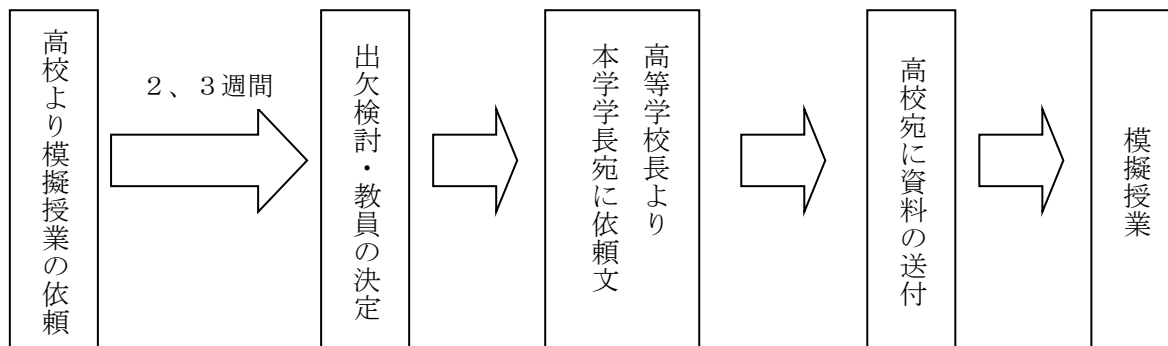 高校より模擬授業の依頼
２、３週間
出欠検討・教員の決定
高等学校長より
本学学長宛に依頼文
高校宛に資料の送付
模擬授業